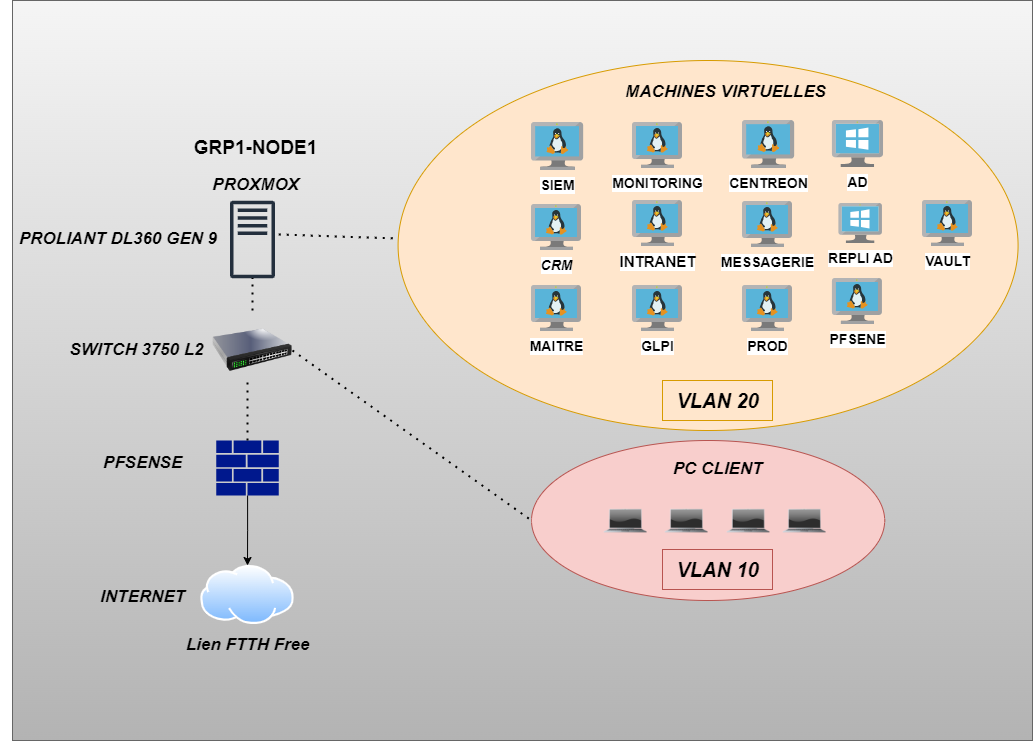 MACHINES VIRTUELLES
GRP1-NODE1
PROXMOX
PROLIANT DL360 GEN 9
SIEM
MONITORING
CENTREON
AD
CRM
INTRANET
MESSAGERIE
REPLI AD
VAULT
MAITRE
GLPI
PROD
PFSENE
VLAN 20
SWITCH 3750 L2
PFSENSE
PC CLIENT
VLAN 10
INTERNET
Lien FTTH Free